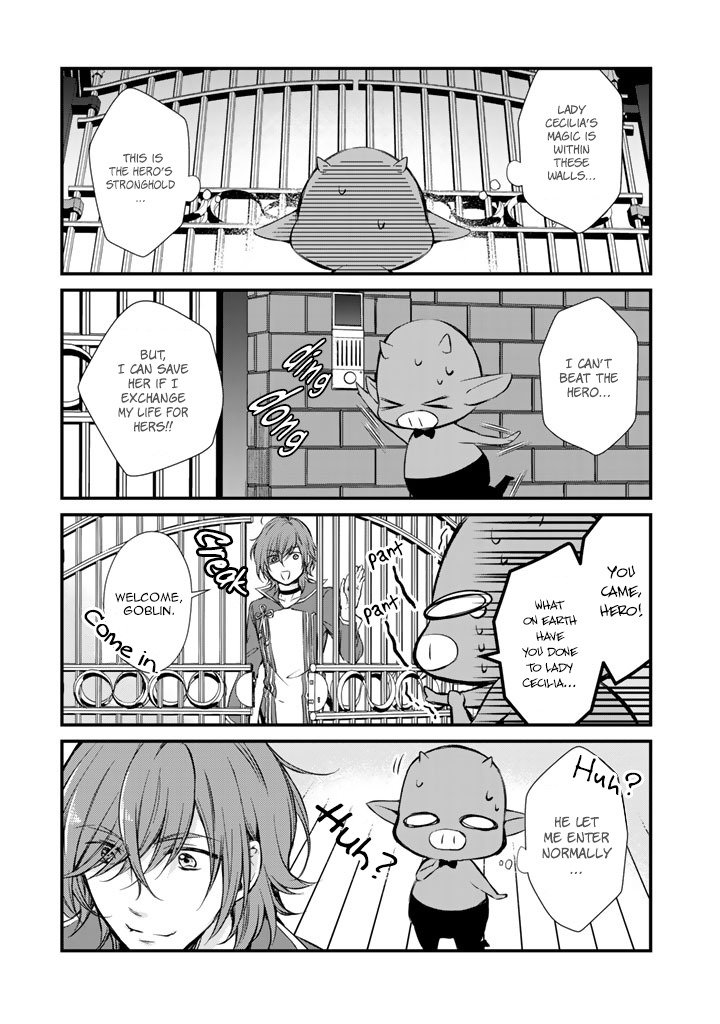 LADY
CECILIA'S
MAGIC IS
WITHIN
THESE
WALLS...
THIS IS
THE HERO'S
STRONGHOLD
...
I CAN'T
BEAT THE
HERO...
ding
dong
BUT,
I CAN SAVE
HER IF I
EXCHANGE
MY LIFE FOR
HERS!!
YOU
CAME,
HERO!
WHAT
ON EARTH
HAVE
YOU DONE
TO LADY
CECILIA...
pant
pant
Creak
WELCOME,
GOBLIN.
Come in
Huh?
HE LET
ME ENTER
NORMALLY
...
Huh?